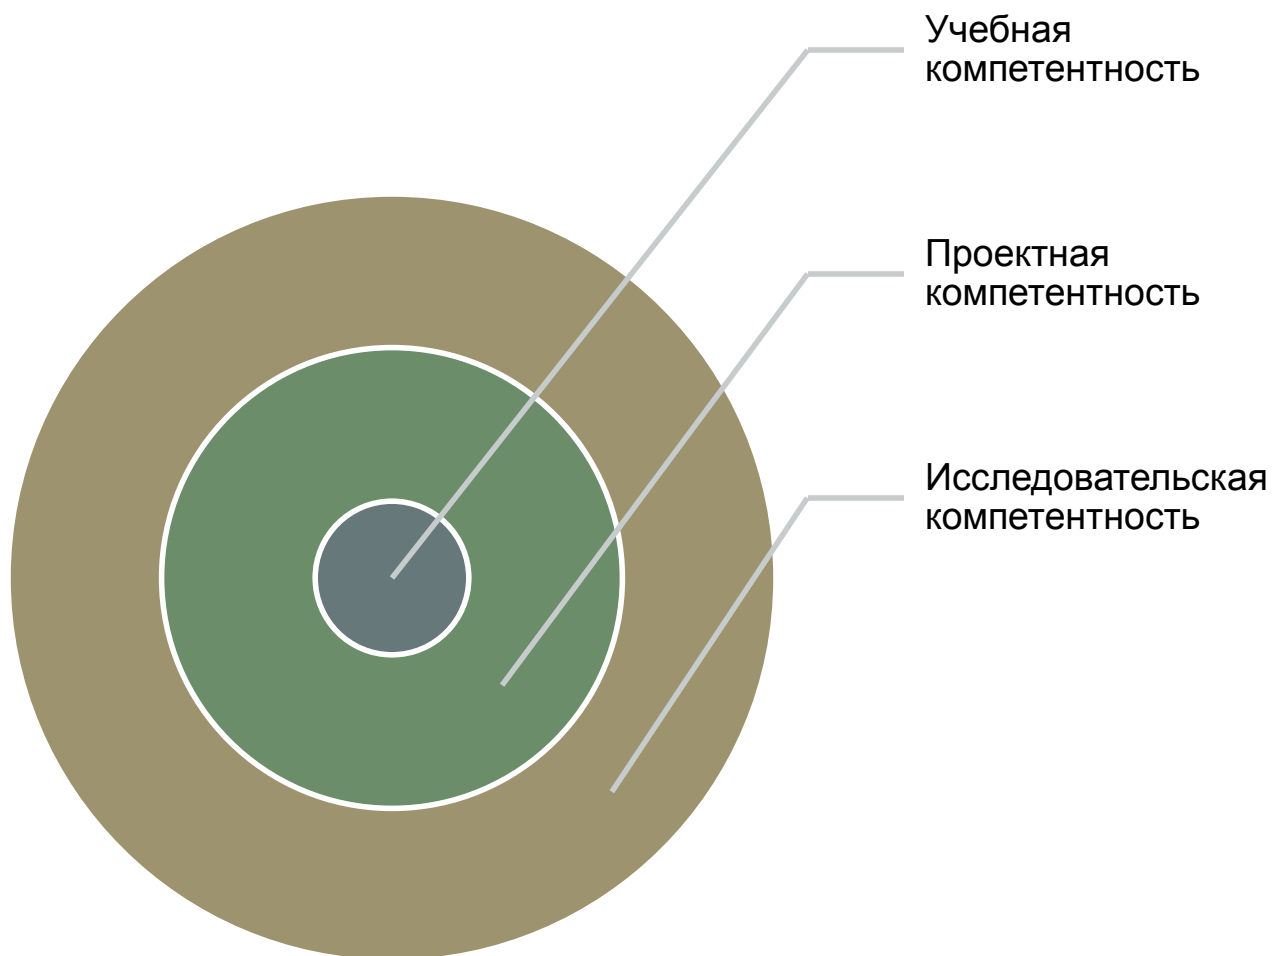 Учебная
компетентность
Проектная
компетентность
Исследовательская
компетентность